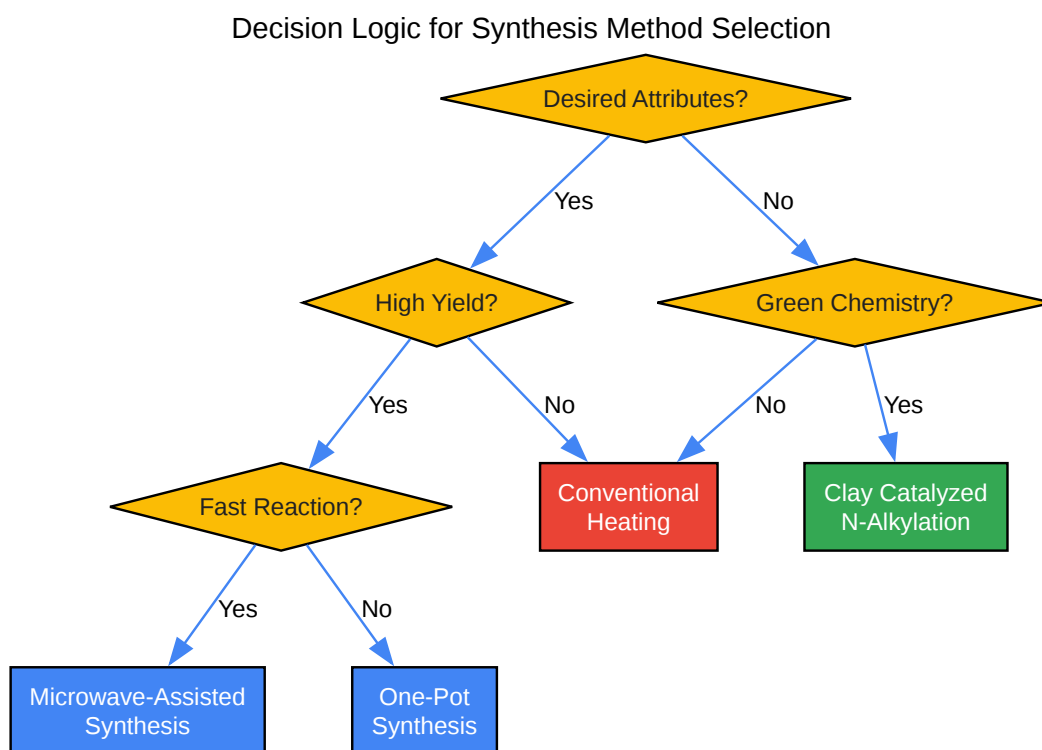 Decision Logic for Synthesis Method Selection
Desired Attributes?
Yes
No
High Yield?
Green Chemistry?
Yes
No
No
Yes
Fast Reaction?
Conventional
Heating
Clay Catalyzed
N-Alkylation
Yes
No
Microwave-Assisted
Synthesis
One-Pot
Synthesis